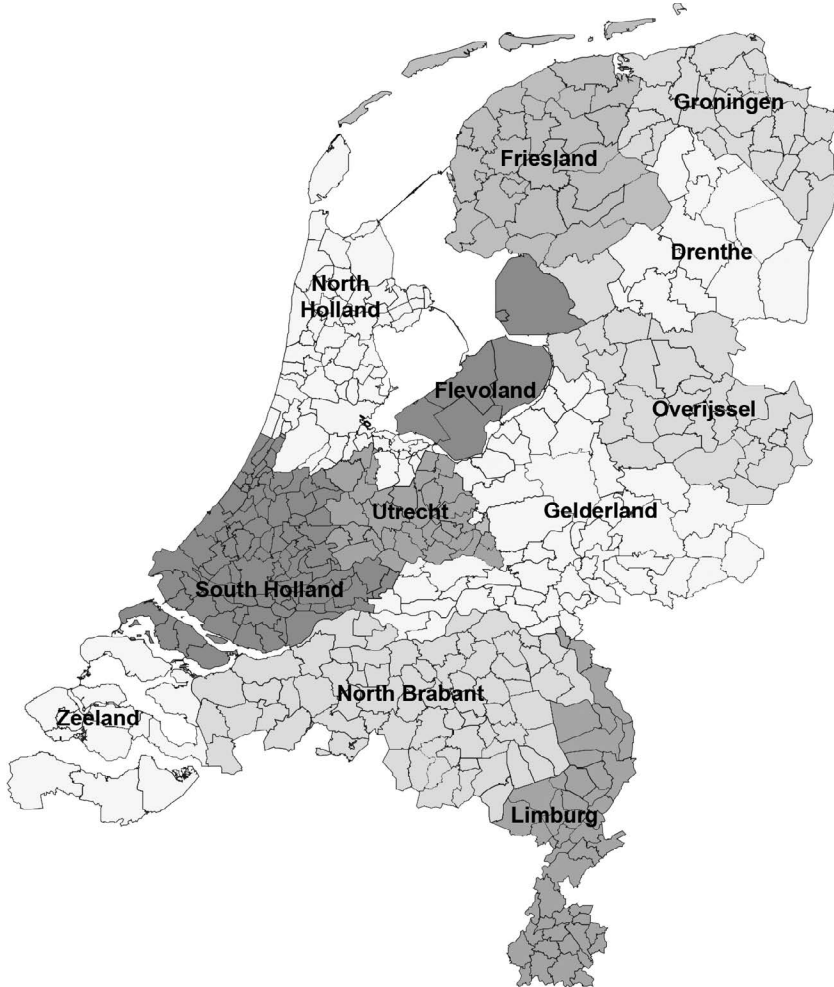 Groningen
Friesland
Drenthe
North
Holland
Flevoland
Overijssel
Utrecht
Gelderland
South Holland
North Brabant
Zeeland
Limburg